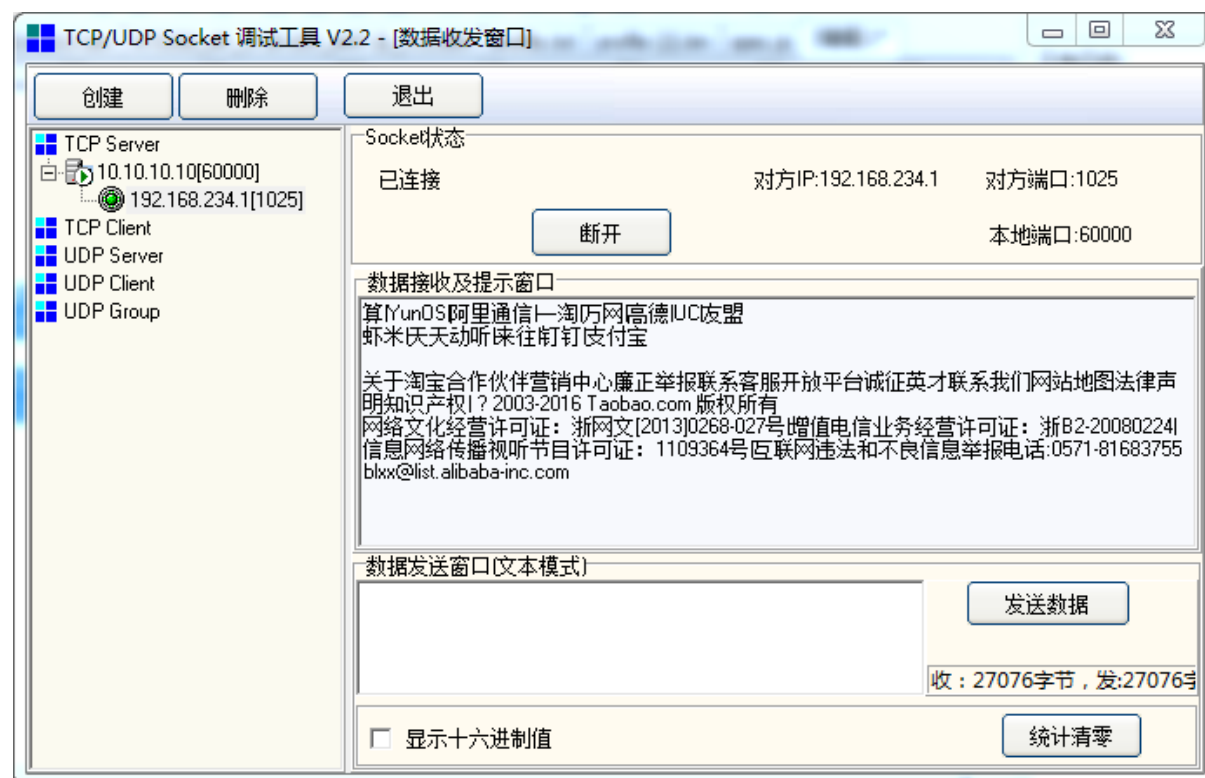 TCP/UDP Socket 调试工具 V2.2 - [数据收发窗口]
创建 删除 退出
TCP Server
10.10.10.10[60000]
192.168.234.1[1025]
TCP Client
UDP Server
UDP Client
UDP Group
Socket状态
已连接 对方IP:192.168.234.1 对方端口:1025
断开 本地端口:60000
数据接收及提示窗口
算|YunOS|阿里通信|一淘|万网|高德|UC|友盟
虾米|天天动听|来往|钉钉|支付宝
关于淘宝合作伙伴营销中心廉正举报联系客服开放平台诚征英才联系我们网站地图法律声
明知识产权|? 2003-2016 Taobao.com 版权所有
网络文化经营许可证：浙网文[2013]0268-027号|增值电信业务经营许可证：浙B2-20080224|
信息网络传播视听节目许可证：1109364号|互联网违法和不良信息举报电话:0571-81683755
blxx@list.alibaba-inc.com
数据发送窗口(文本模式)
发送数据
收：27076字节，发:27076字
显示十六进制值
统计清零